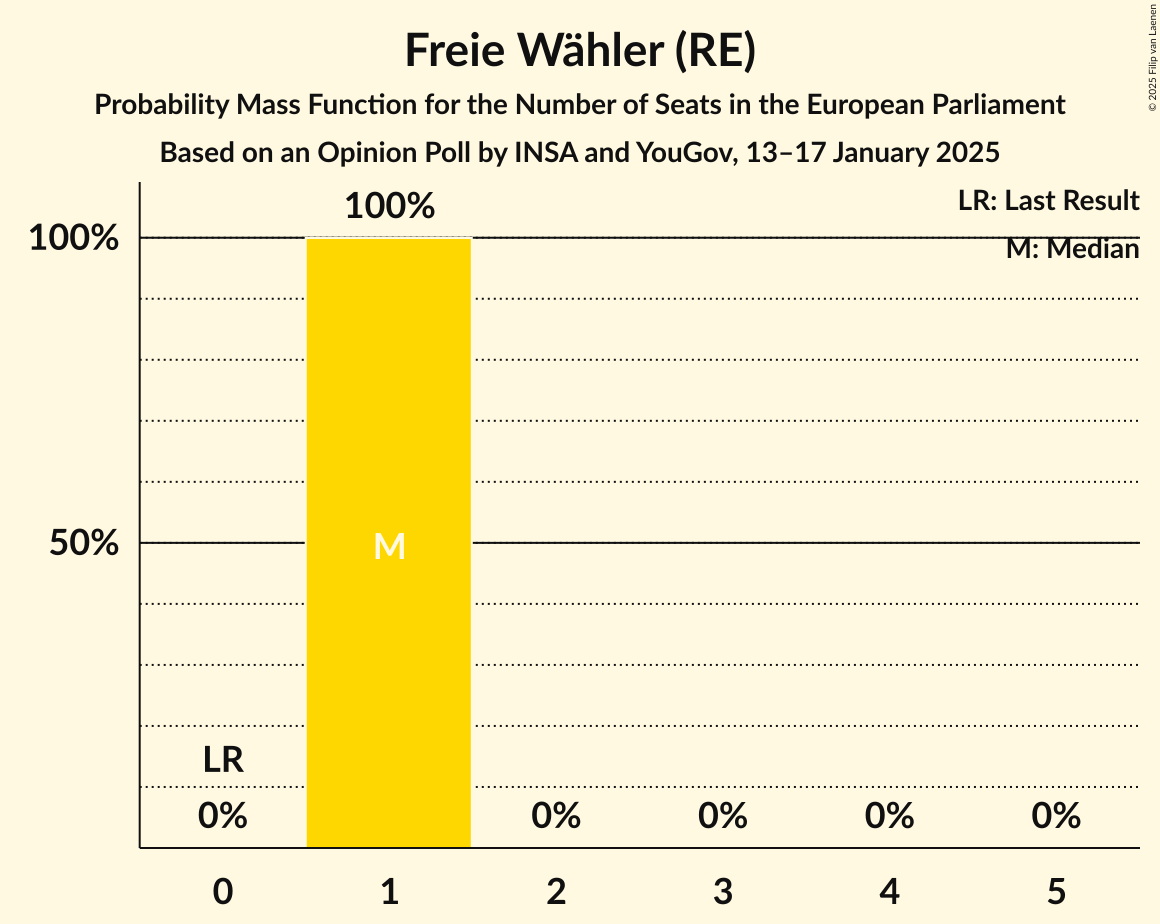 Freie Wähler (RE)
Probability Mass Function for the Number of Seats in the European Parliament
Based on an Opinion Poll by INSA and YouGov, 13–17 January 2025
© 2025 Filip van Laenen
LR: Last Result
M: Median
100%
100%
50%
M
LR
0%
0%
0%
0%
0%
0
1
2
3
4
5